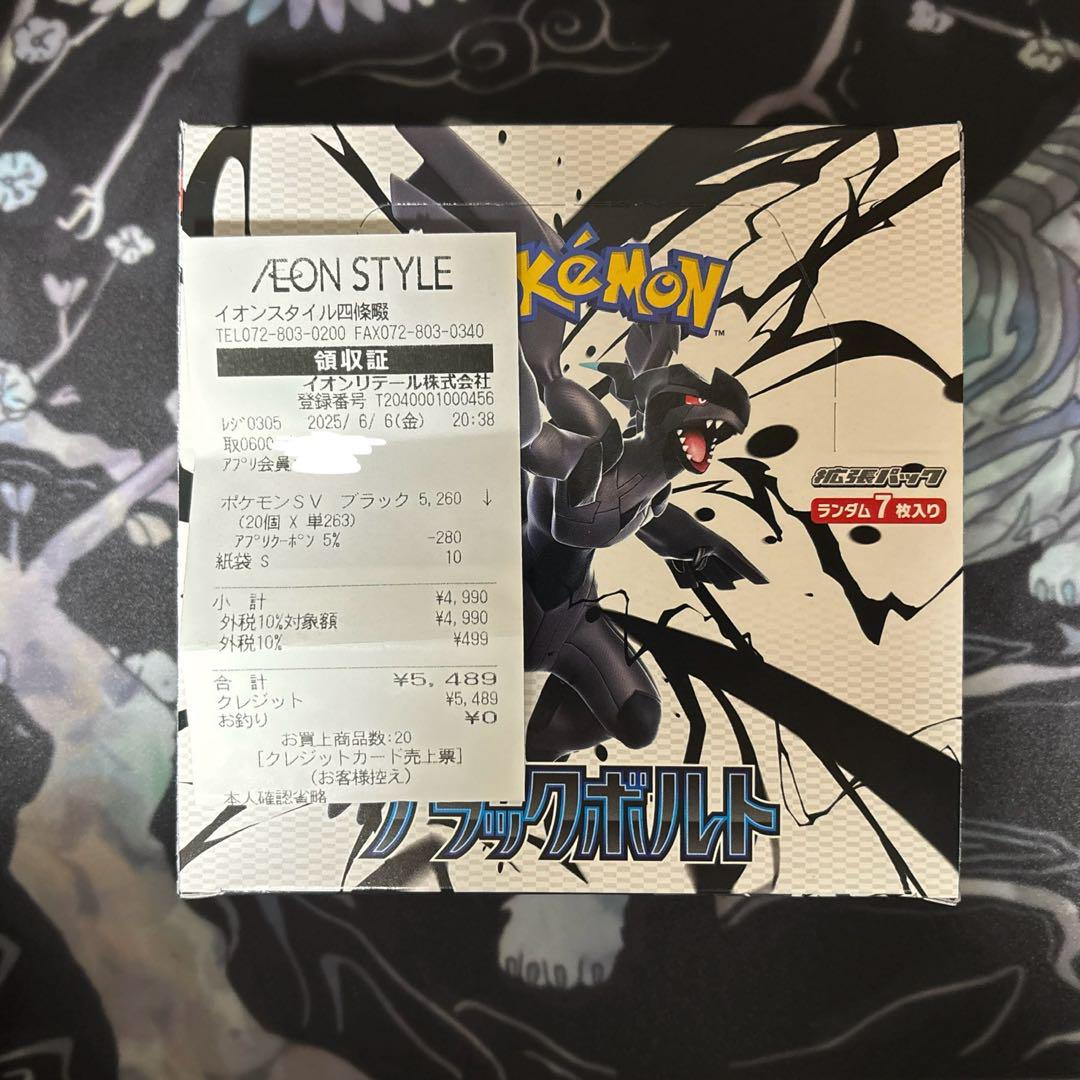 ÆON STYLE
イオンスタイル四條畷
TEL072-803-0200 FAX072-803-0340
領収証
イオンリテール株式会社
登録番号 T2040001000456
ﾚｼﾞ0305 2025/ 6/ 6(金) 20:38
取0600
ｱﾌﾟﾘ会員
ポケモンSV ブラック 5,260 ↓
(20個 X 単263)
ｱﾌﾟﾘｸｰﾎﾟﾝ 5% -280
紙袋 S 10
小 計 ¥4,990
外税10%対象額 ¥4,990
外税10% ¥499
合 計 ¥5,489
クレジット ¥5,489
お釣り ¥0
お買上商品数:20
[クレジットカード売上票]
(お客様控え)
本人確認省略
KéMON
TM
拡張パック
ランダム7枚入り
ブラックボルト